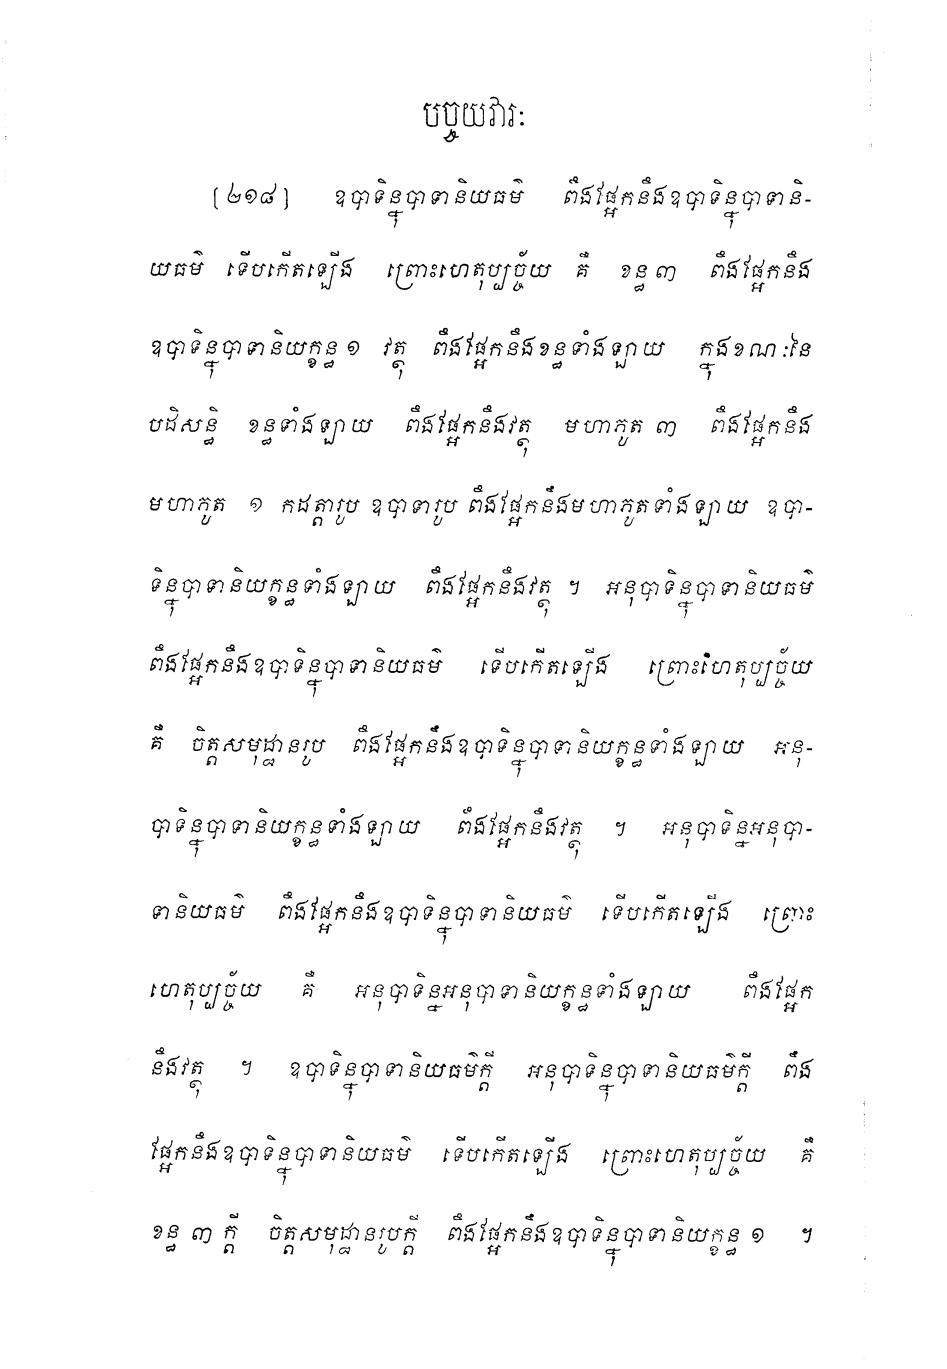 បច្ចយវារៈ
[២១៨] ឧបាទិន្នុបាទានិយធម៌ ពឹងផ្អែកនឹងឧបាទិន្នុបាទានិ-
យធម៌ ទើបកើតឡើង ព្រោះហេតុប្បច្ច័យ គឺ ខន្ធ ៣ ពឹងផ្អែកនឹង
ឧបាទិន្នុបាទានិយក្ខន្ធ ១ វត្ថុ ពឹងផ្អែកនឹងខន្ធទាំងឡាយ ក្នុងខណៈនៃ
បដិសន្ធិ ខន្ធទាំងឡាយ ពឹងផ្អែកនឹងវត្ថុ មហាភូត ៣ ពឹងផ្អែកនឹង
មហាភូត ១ កដត្តារូប ឧបាទារូប ពឹងផ្អែកនឹងមហាភូតទាំងឡាយ ឧបា-
ទិន្នុបាទានិយក្ខន្ធទាំងឡាយ ពឹងផ្អែកនឹងវត្ថុ ។ អនុបាទិន្នុបាទានិយធម៌
ពឹងផ្អែកនឹងឧបាទិន្នុបាទានិយធម៌ ទើបកើតឡើង ព្រោះហេតុប្បច្ច័យ
គឺ ចិត្តសមុដ្ឋានរូប ពឹងផ្អែកនឹងឧបាទិន្នុបាទានិយក្ខន្ធទាំងឡាយ អនុ-
បាទិន្នុបាទានិយក្ខន្ធទាំងឡាយ ពឹងផ្អែកនឹងវត្ថុ ។ អនុបាទិន្នអនុបា-
ទានិយធម៌ ពឹងផ្អែកនឹងឧបាទិន្នុបាទានិយធម៌ ទើបកើតឡើង ព្រោះ
ហេតុប្បច្ច័យ គឺ អនុបាទិន្នអនុបាទានិយក្ខន្ធទាំងឡាយ ពឹងផ្អែក
នឹងវត្ថុ ។ ឧបាទិន្នុបាទានិយធម៌ក្តី អនុបាទិន្នុបាទានិយធម៌ក្តី ពឹង
ផ្អែកនឹងឧបាទិន្នុបាទានិយធម៌ ទើបកើតឡើង ព្រោះហេតុប្បច្ច័យ គឺ
ខន្ធ ៣ ក្តី ចិត្តសមុដ្ឋានរូបក្តី ពឹងផ្អែកនឹងឧបាទិន្នុបាទានិយក្ខន្ធ ១ ។